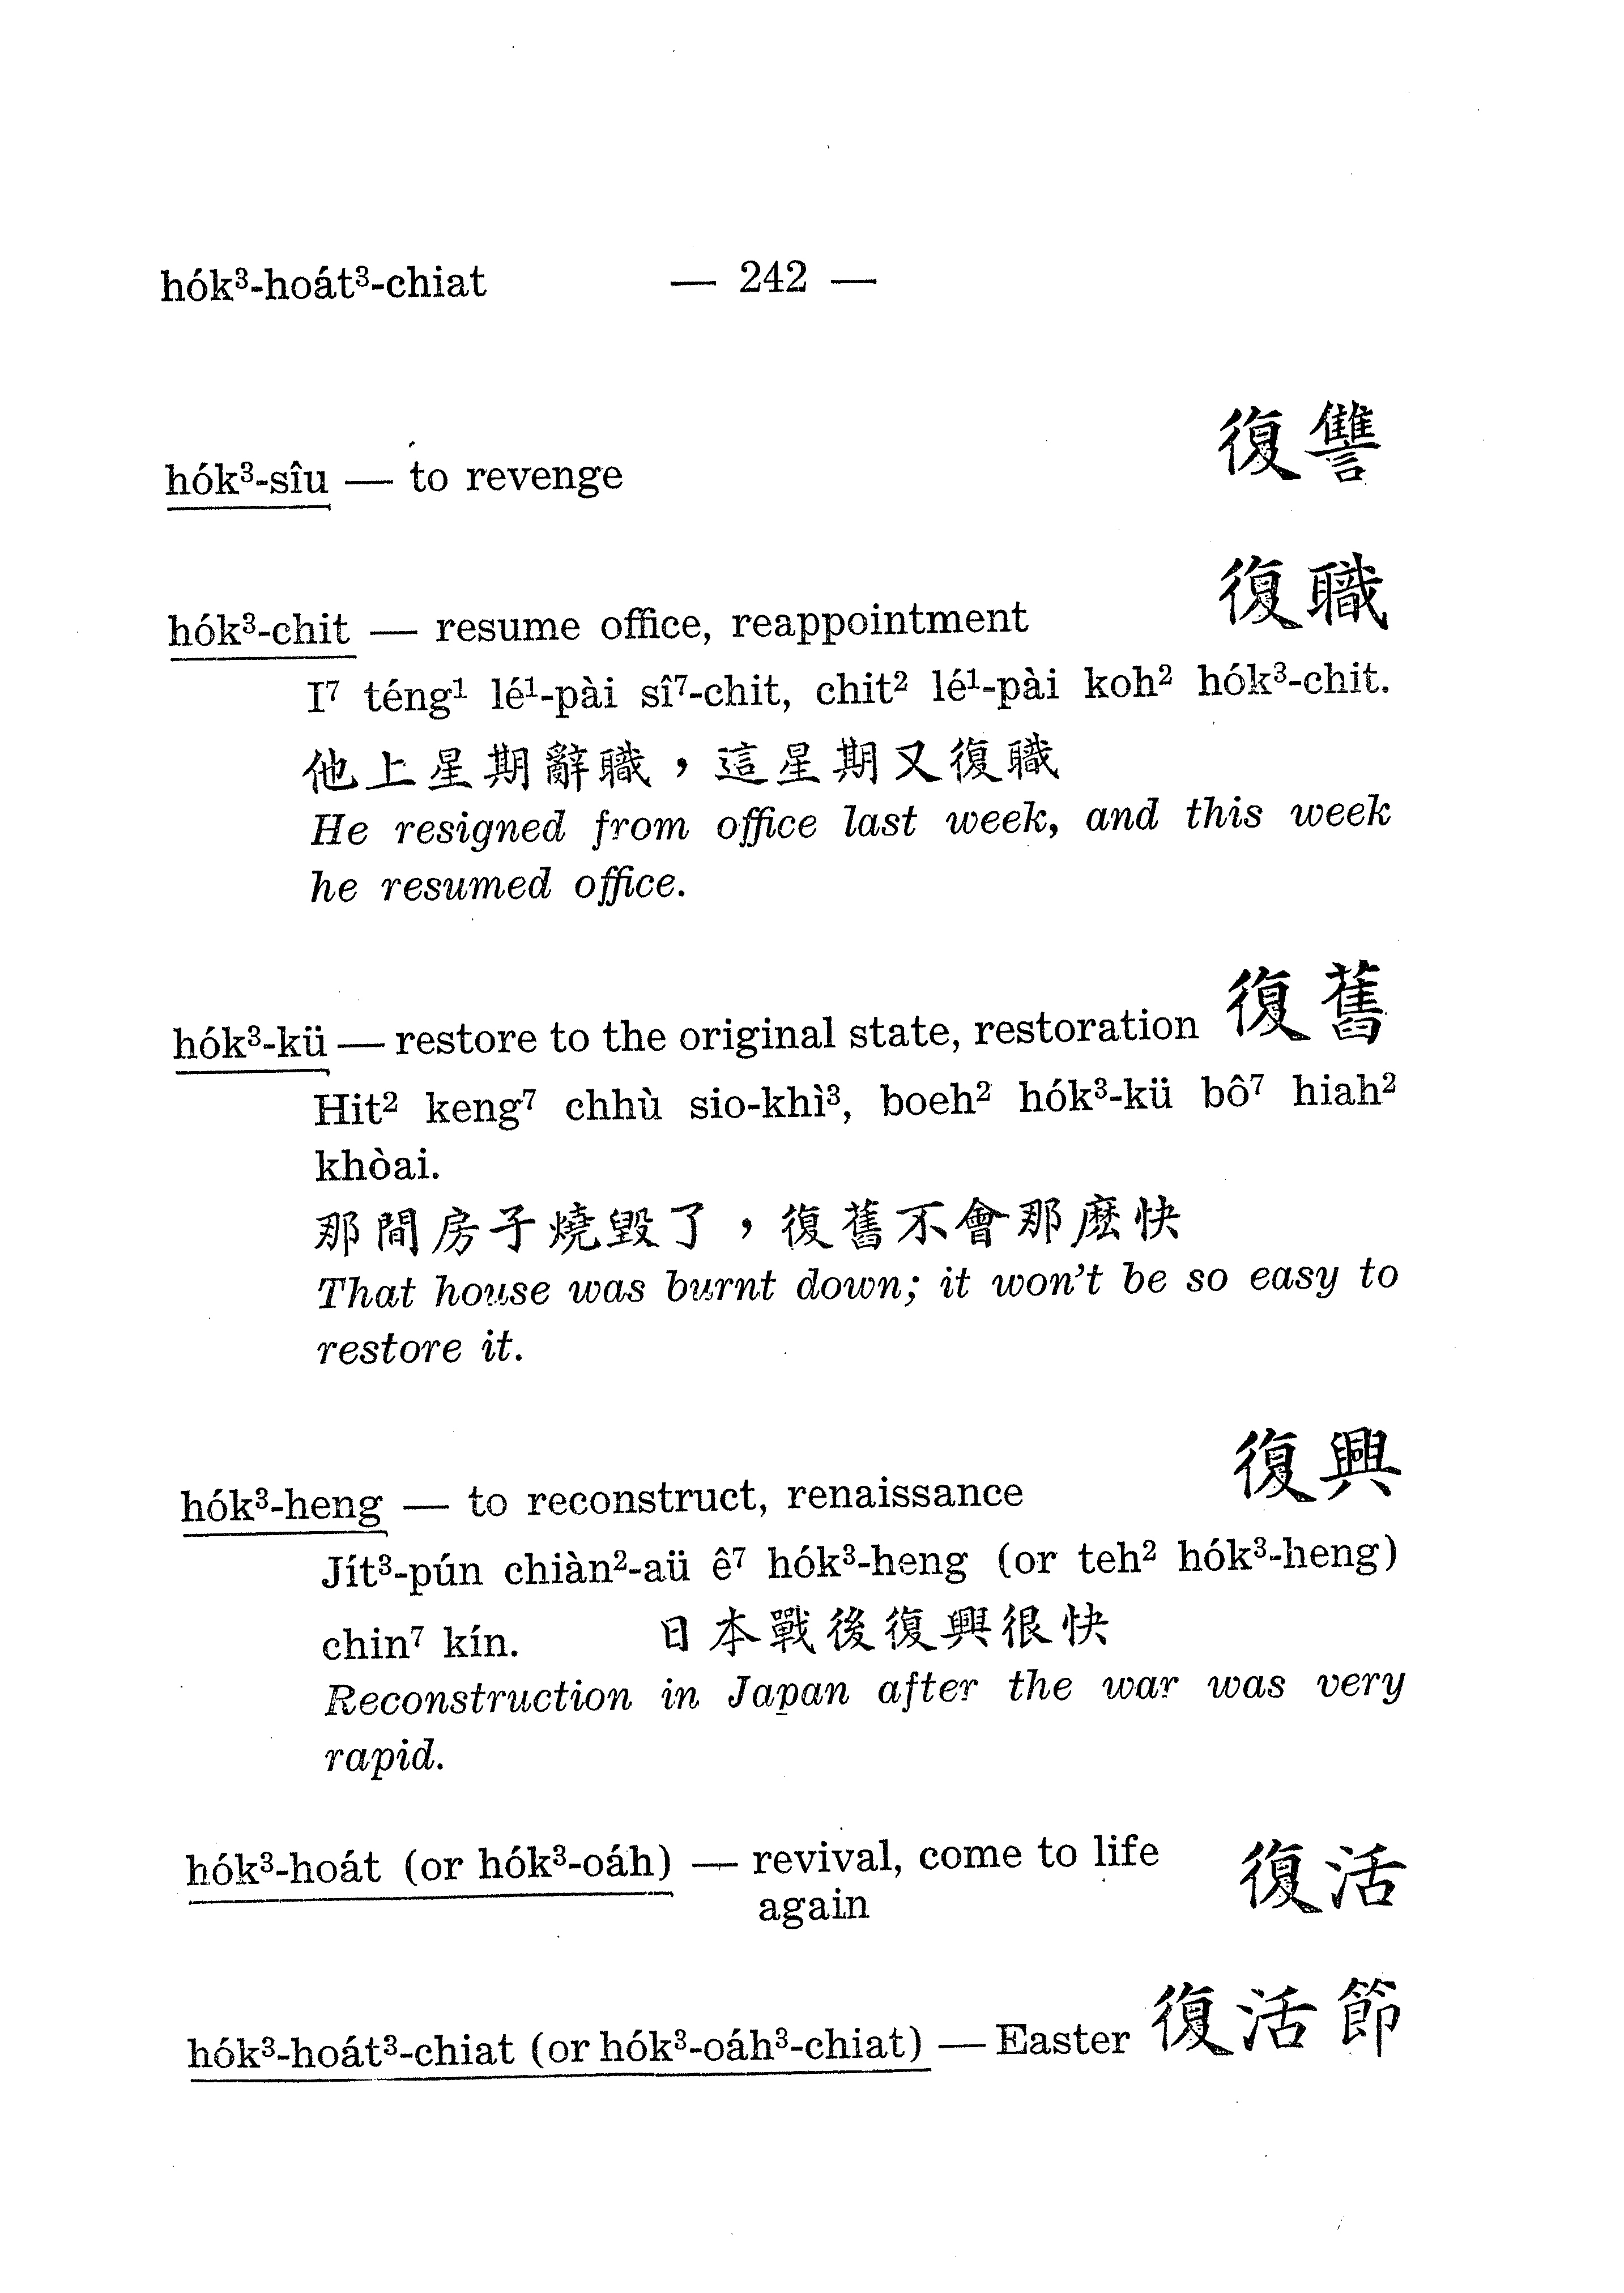 hók³-hoát³-chiat — 242 —
hók³-sîu — to revenge 復讐
hók³-chit — resume office, reappointment 復職
I⁷ téng¹ lé¹-pài sî⁷-chit, chit² lé¹-pài koh² hók³-chit.
他上星期辭職，這星期又復職
He resigned from office last week, and this week
he resumed office.
hók³-kü — restore to the original state, restoration 復舊
Hit² keng⁷ chhù sio-khì³, boeh² hók³-kü bô⁷ hiah²
khòai.
那間房子燒毀了，復舊不會那麼快
That house was burnt down; it won't be so easy to
restore it.
hók³-heng — to reconstruct, renaissance 復興
Jít³-pún chiàn²-aü ê⁷ hók³-heng (or teh² hók³-heng)
chin⁷ kín. 日本戰後復興很快
Reconstruction in Japan after the war was very
rapid.
hók³-hoát (or hók³-oáh) — revival, come to life 復活
again
hók³-hoát³-chiat (or hók³-oáh³-chiat) — Easter 復活節